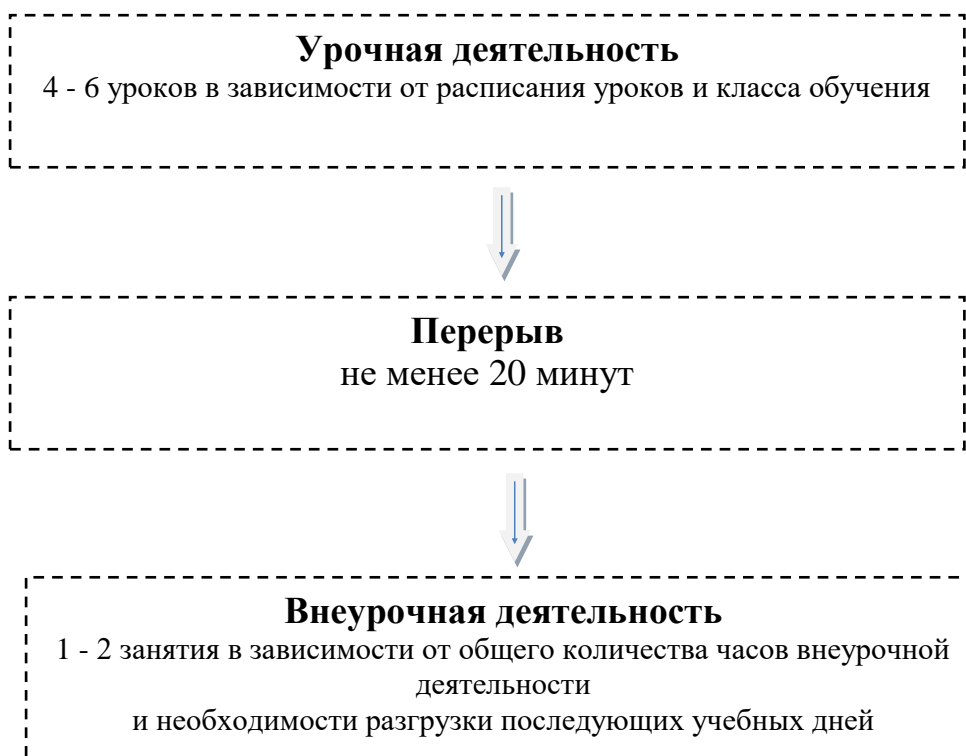 Урочная деятельность
4 - 6 уроков в зависимости от расписания уроков и класса обучения
Перерыв
не менее 20 минут
Внеурочная деятельность
1 - 2 занятия в зависимости от общего количества часов внеурочной
деятельности
и необходимости разгрузки последующих учебных дней